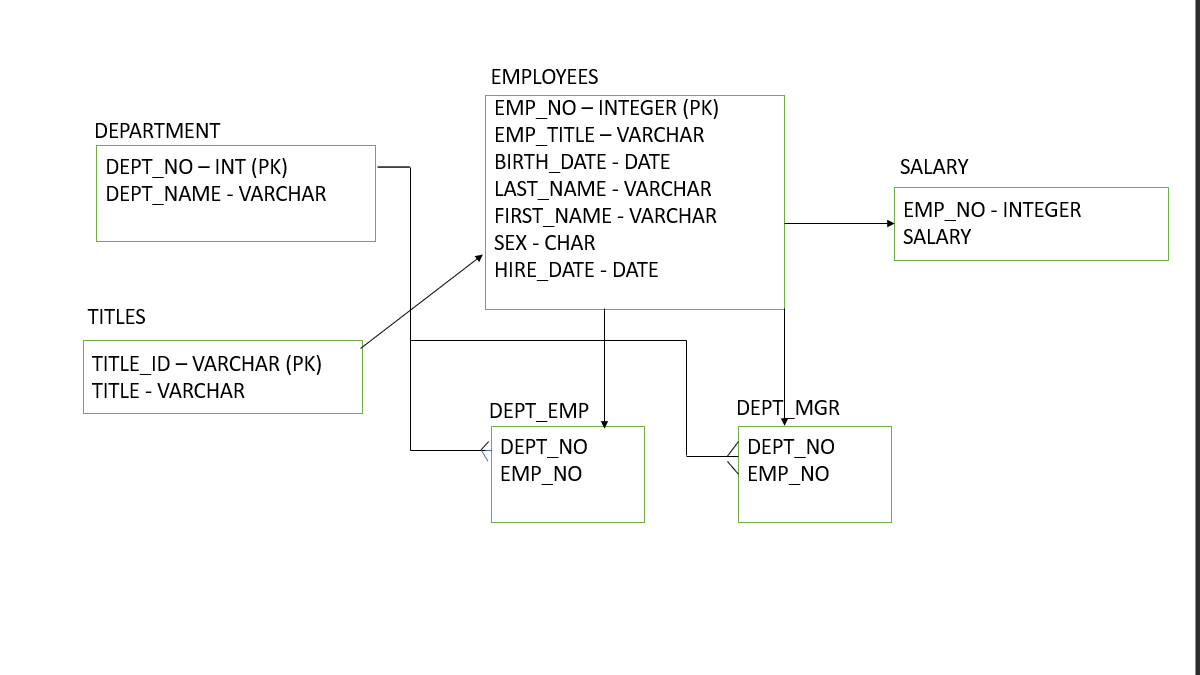 EMPLOYEES
EMP_NO – INTEGER (PK)
EMP_TITLE – VARCHAR
BIRTH_DATE - DATE
LAST_NAME - VARCHAR
FIRST_NAME - VARCHAR
SEX - CHAR
HIRE_DATE - DATE
DEPARTMENT
DEPT_NO – INT (PK)
DEPT_NAME - VARCHAR
SALARY
EMP_NO - INTEGER
SALARY
TITLES
TITLE_ID – VARCHAR (PK)
TITLE - VARCHAR
DEPT_EMP
DEPT_NO
EMP_NO
DEPT_MGR
DEPT_NO
EMP_NO